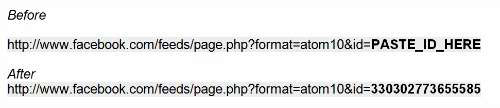 Before
http://www.facebook.com/feeds/page.php?format=atom10&id=PASTE_ID_HERE
After
http://www.facebook.com/feeds/page.php?format=atom10&id=330302773655585